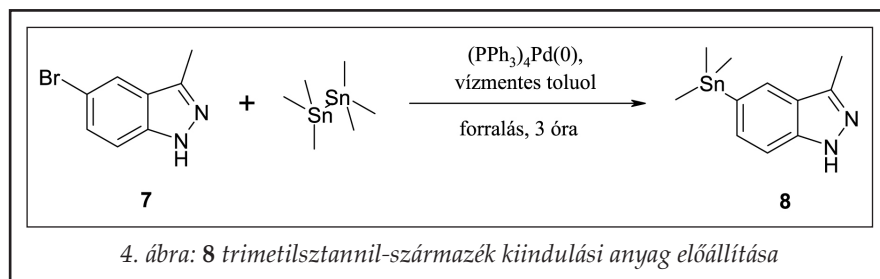 Br
N
N
H
7
+
Sn
Sn
(PPh3)4Pd(0),
vízmentes toluol
forralás, 3 óra
Sn
N
N
H
8
4. ábra: 8 trimetilsztannil-származék kiindulási anyag előállítása